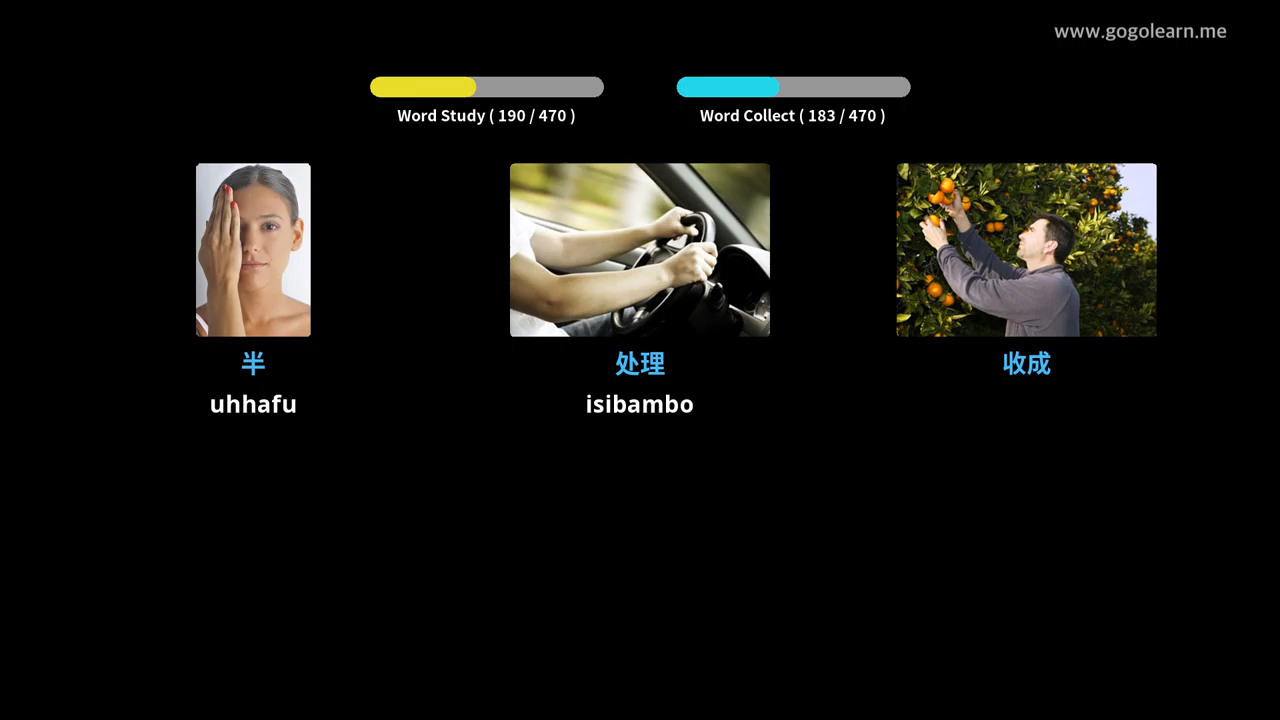 www.gogolearn.me
Word Study ( 190 / 470 )
Word Collect ( 183 / 470 )
半
处理
收成
uhhafu
isibambo